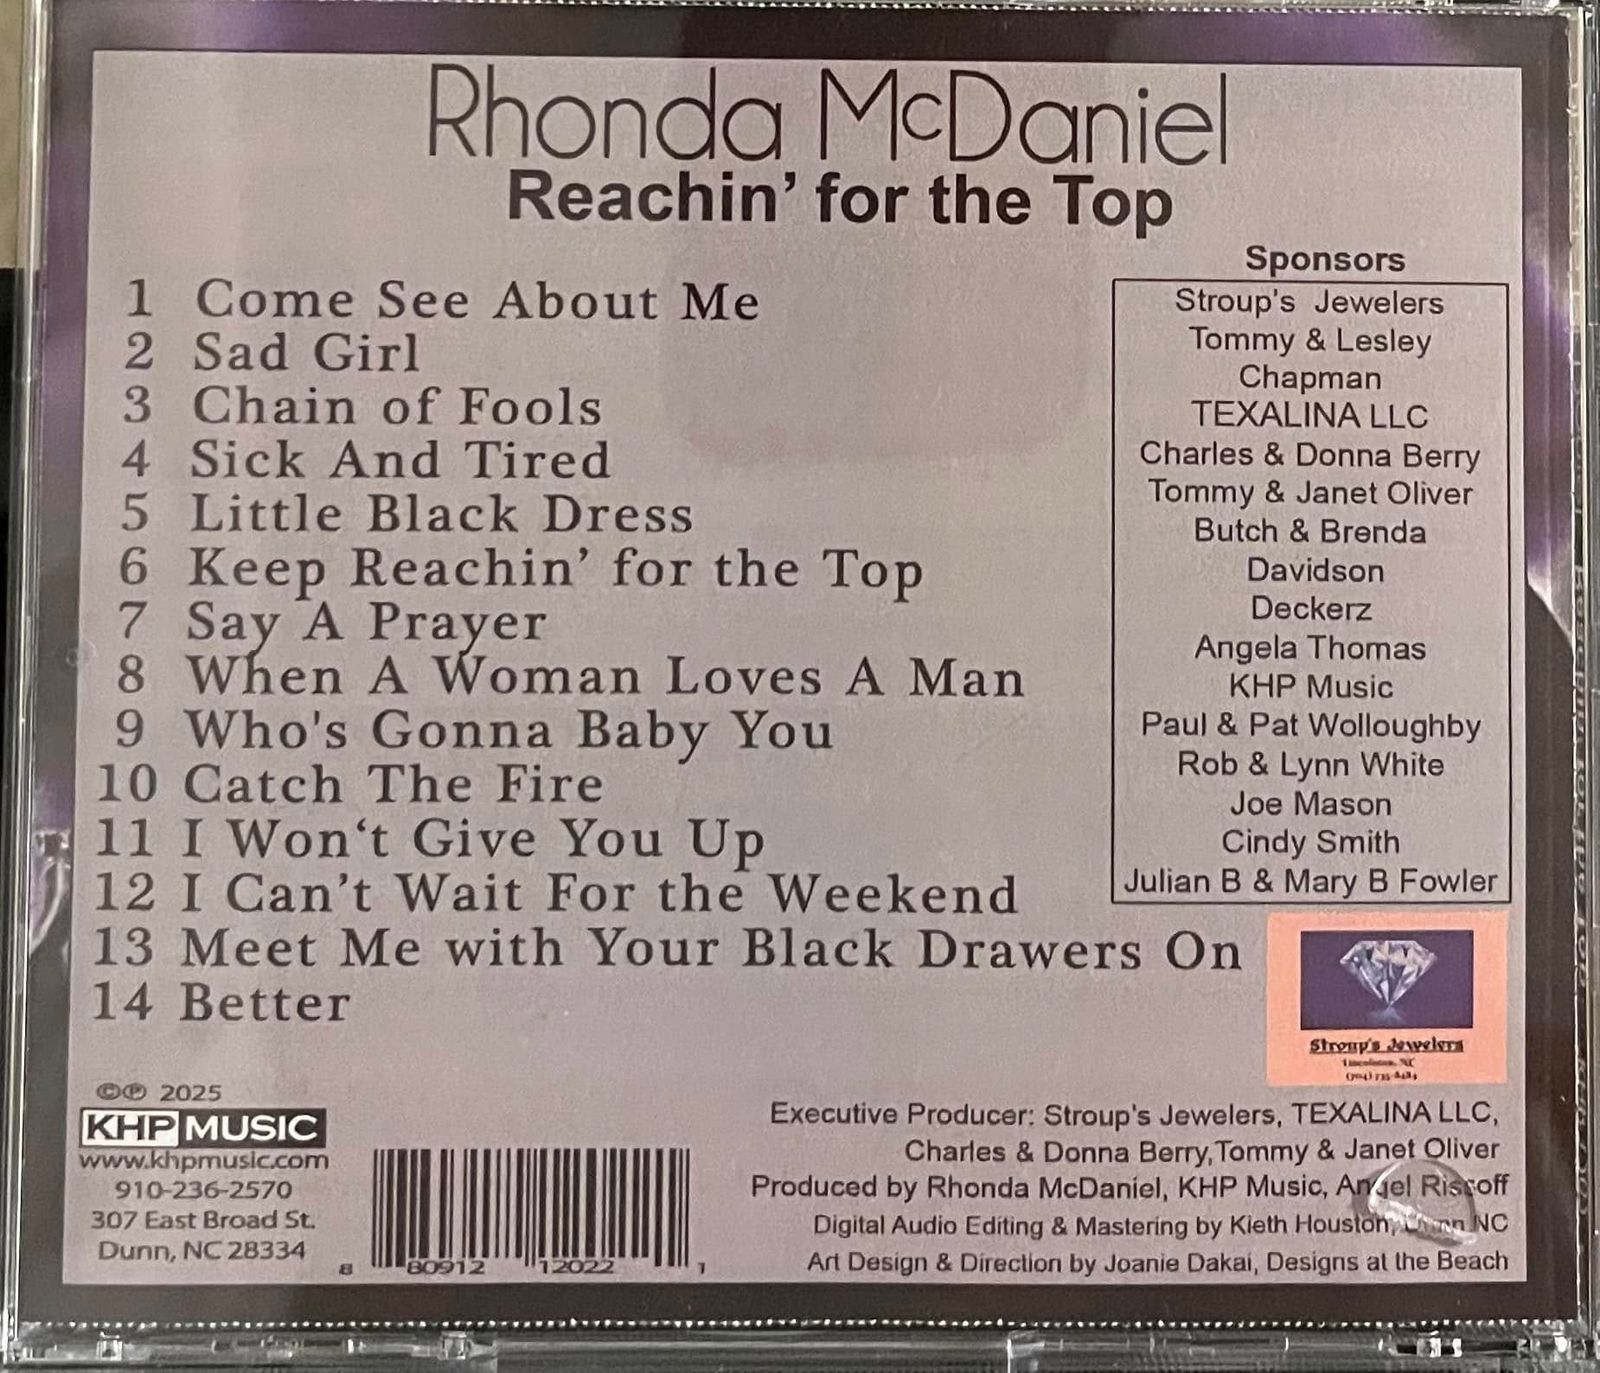 Rhonda McDaniel
Reachin' for the Top
1 Come See About Me
2 Sad Girl
3 Chain of Fools
4 Sick And Tired
5 Little Black Dress
6 Keep Reachin' for the Top
7 Say A Prayer
8 When A Woman Loves A Man
9 Who's Gonna Baby You
10 Catch The Fire
11 I Won‘t Give You Up
12 I Can't Wait For the Weekend
13 Meet Me with Your Black Drawers On
14 Better
Sponsors
Stroup's Jewelers
Tommy & Lesley
Chapman
TEXALINA LLC
Charles & Donna Berry
Tommy & Janet Oliver
Butch & Brenda
Davidson
Deckerz
Angela Thomas
KHP Music
Paul & Pat Wolloughby
Rob & Lynn White
Joe Mason
Cindy Smith
Julian B & Mary B Fowler
Stroup's Jewelers
©℗ 2025
KHP MUSIC
www.khpmusic.com
910-236-2570
307 East Broad St.
Dunn, NC 28334
8 80912 12022 1
Executive Producer: Stroup's Jewelers, TEXALINA LLC,
Charles & Donna Berry,Tommy & Janet Oliver
Produced by Rhonda McDaniel, KHP Music, Angel Riscoff
Digital Audio Editing & Mastering by Kieth Houston, Dunn NC
Art Design & Direction by Joanie Dakai, Designs at the Beach